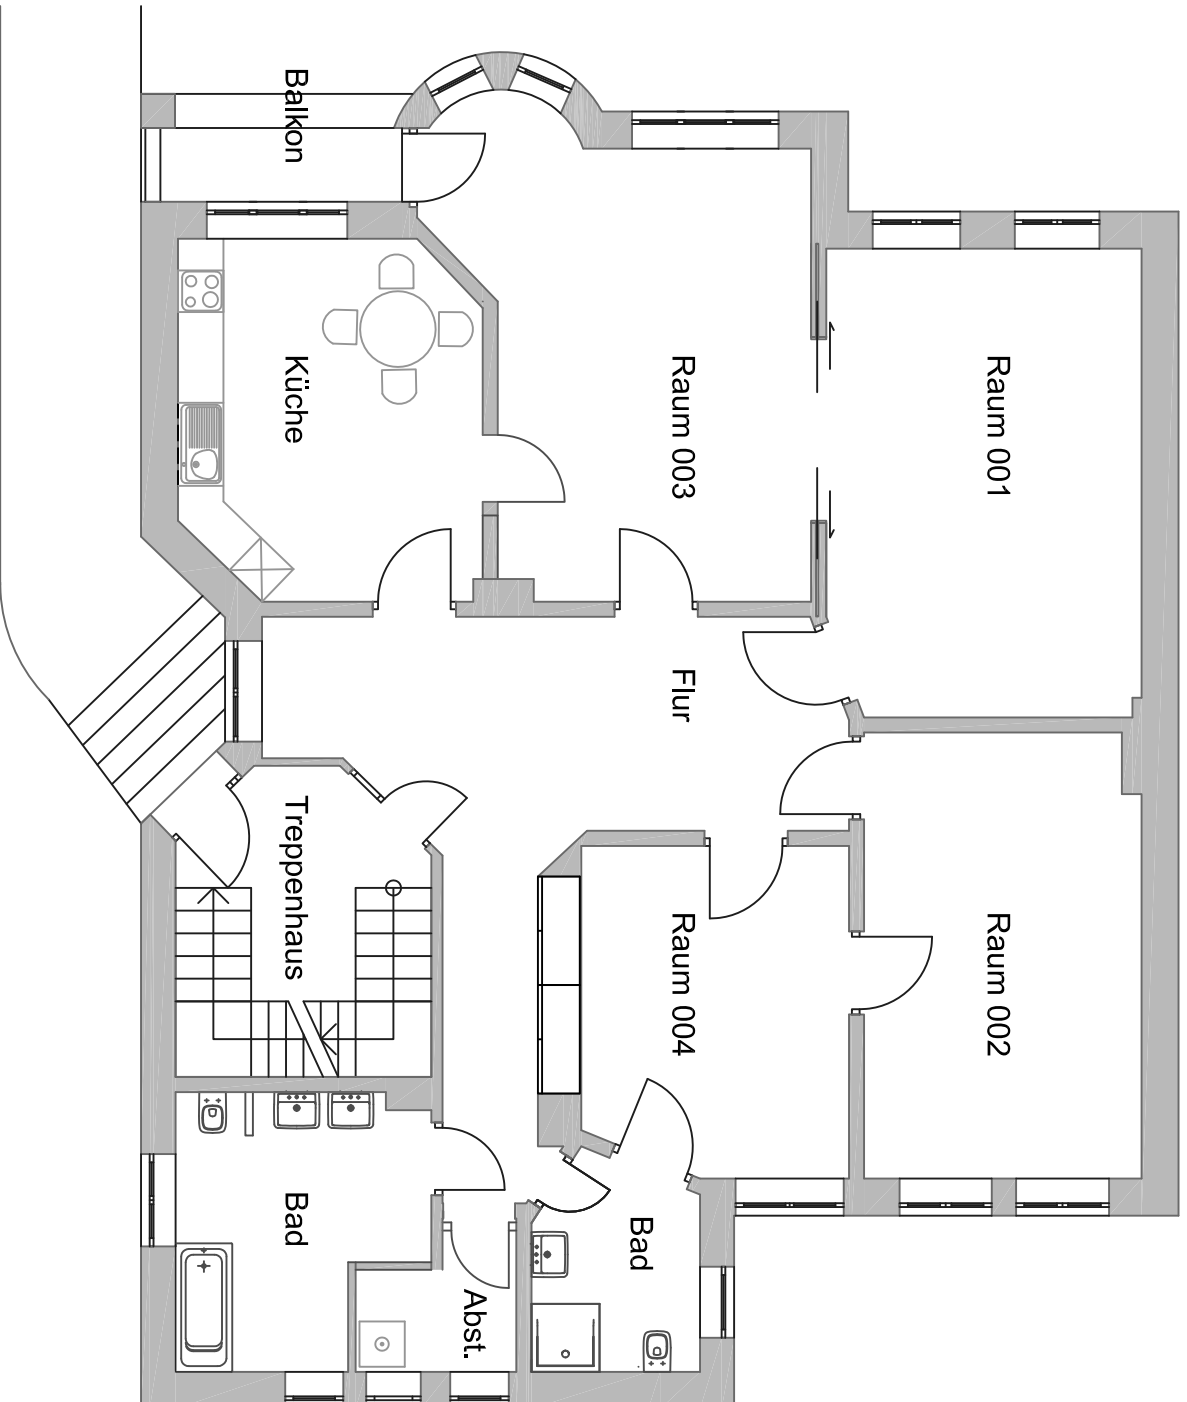 Balkon
Küche
Raum 003
Raum 001
Flur
Treppenhaus
Raum 004
Raum 002
Bad
Bad
Abst.